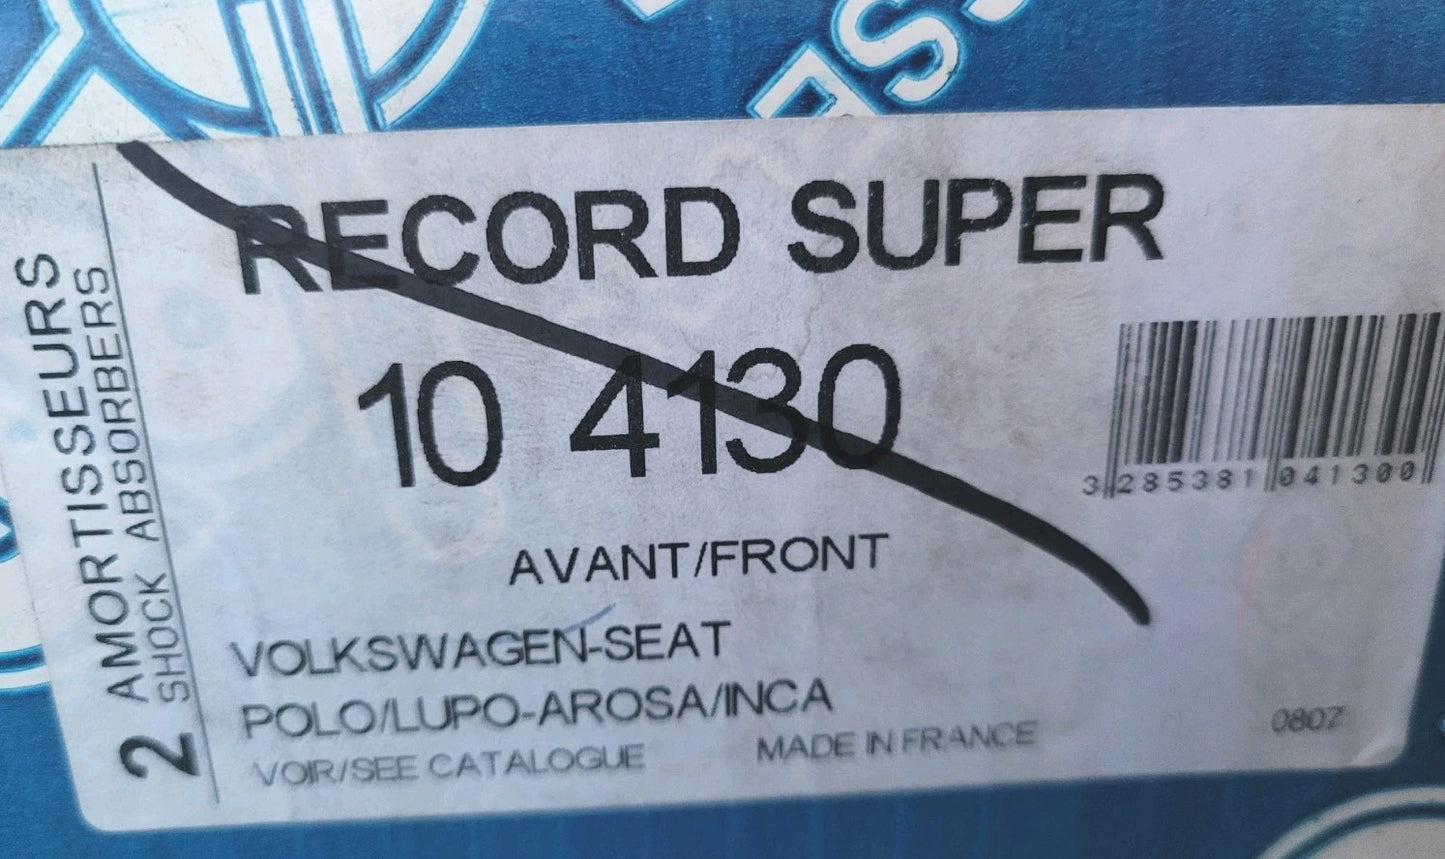 RECORD SUPER
10 4130
AVANT/FRONT
VOLKSWAGEN-SEAT
POLO/LUPO-AROSA/INCA
VOIR/SEE CATALOGUE
MADE IN FRANCE
0807
3 285381 041300
2 AMORTISSEURS
SHOCK ABSORBERS